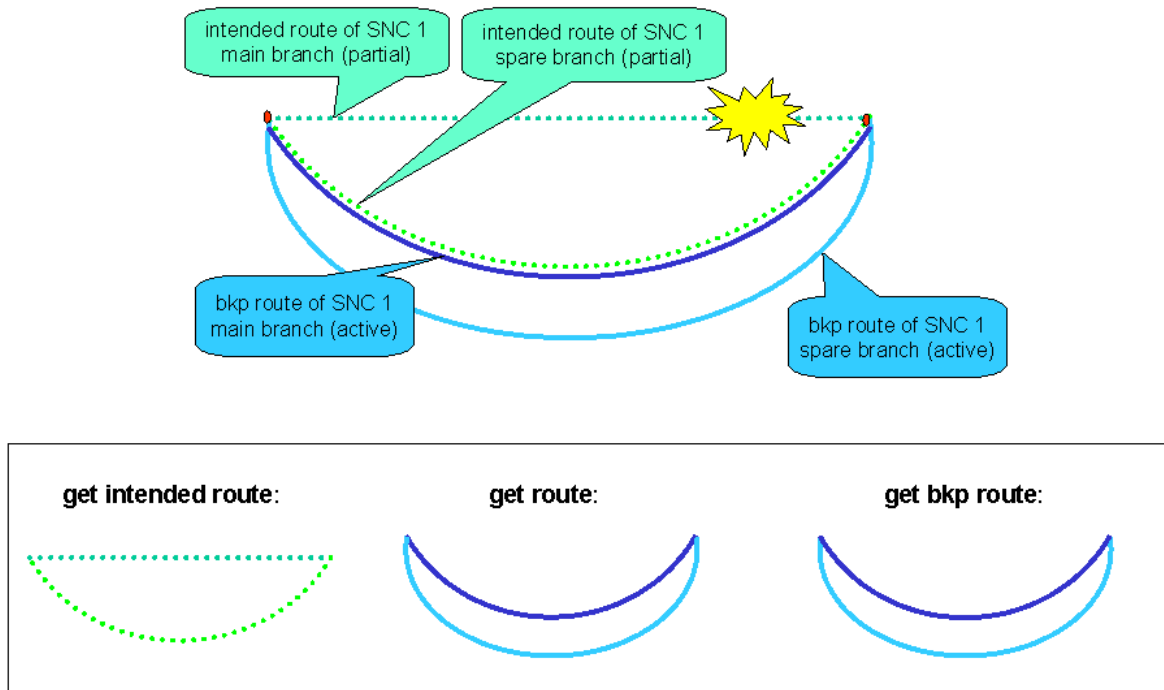 intended route of SNC 1
main branch (partial)
intended route of SNC 1
spare branch (partial)
bkp route of SNC 1
main branch (active)
bkp route of SNC 1
spare branch (active)
get intended route:
get route:
get bkp route: